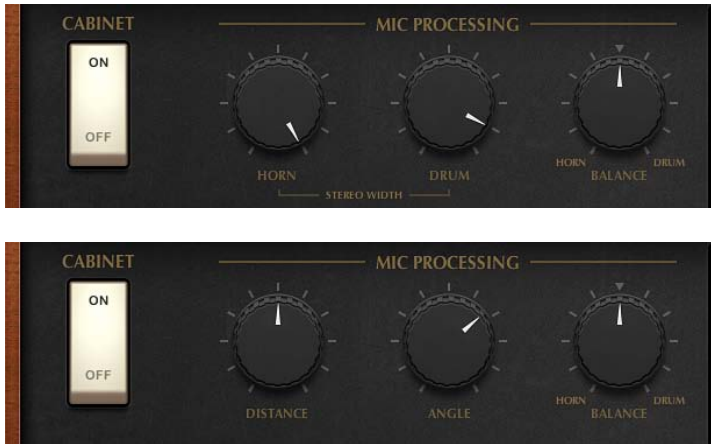 CABINET
MIC PROCESSING
ON
OFF
HORN
DRUM
HORN
DRUM
BALANCE
STEREO WIDTH
CABINET
MIC PROCESSING
ON
OFF
DISTANCE
ANGLE
HORN
DRUM
BALANCE